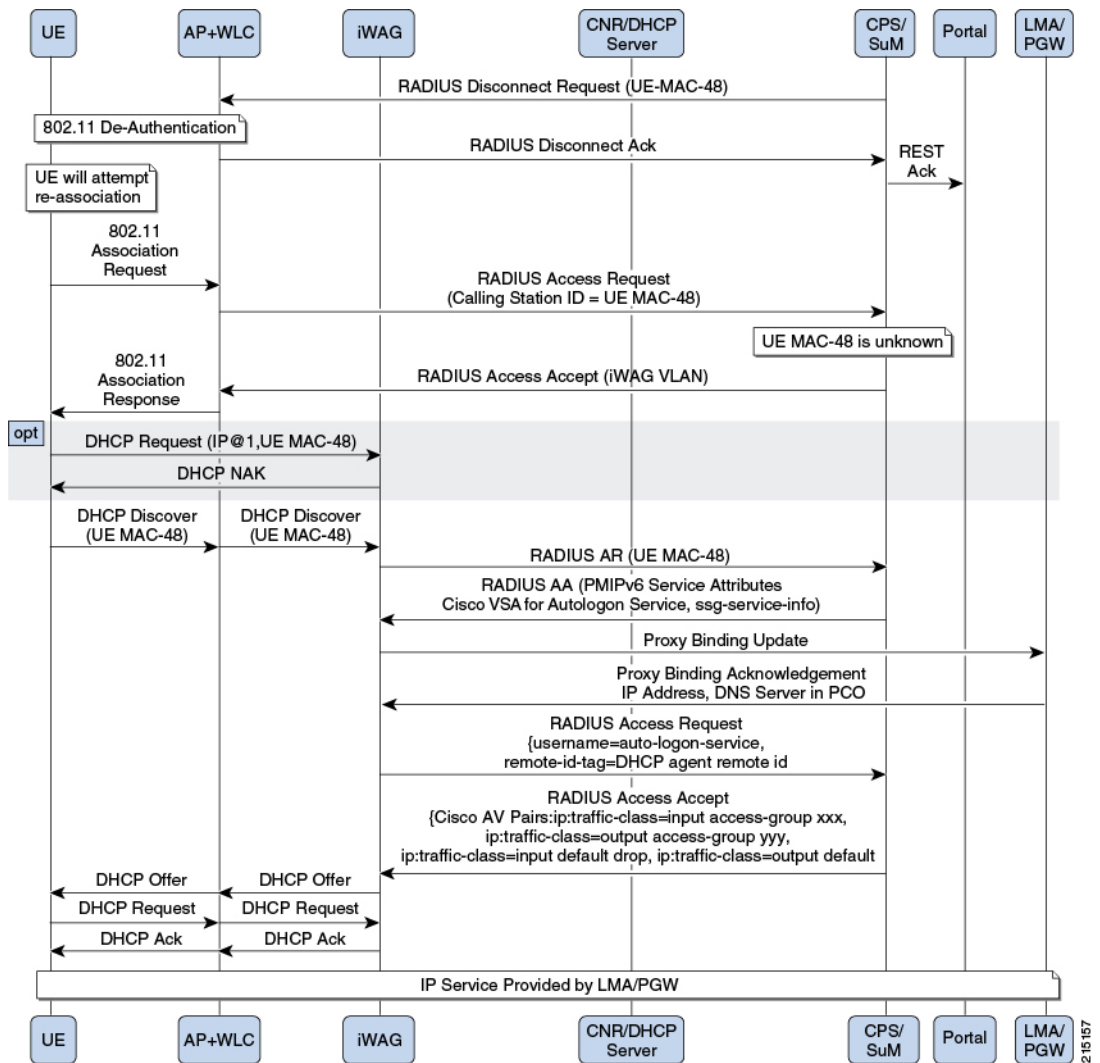 UE
AP+WLC
iWAG
CNR/DHCP
Server
CPS/
SuM
Portal
LMA/
PGW
RADIUS Disconnect Request (UE-MAC-48)
802.11 De-Authentication
RADIUS Disconnect Ack
REST
Ack
UE will attempt
re-association
802.11
Association
Request
RADIUS Access Request
(Calling Station ID = UE MAC-48)
UE MAC-48 is unknown
802.11
Association
Response
RADIUS Access Accept (iWAG VLAN)
opt
DHCP Request (IP@1,UE MAC-48)
DHCP NAK
DHCP Discover
(UE MAC-48)
DHCP Discover
(UE MAC-48)
RADIUS AR (UE MAC-48)
RADIUS AA (PMIPv6 Service Attributes
Cisco VSA for Autologon Service, ssg-service-info)
Proxy Binding Update
Proxy Binding Acknowledgement
IP Address, DNS Server in PCO
RADIUS Access Request
{username=auto-logon-service,
remote-id-tag=DHCP agent remote id
RADIUS Access Accept
{Cisco AV Pairs:ip:traffic-class=input access-group xxx,
ip:traffic-class=output access-group yyy,
ip:traffic-class=input default drop, ip:traffic-class=output default
DHCP Offer
DHCP Offer
DHCP Request
DHCP Request
DHCP Ack
DHCP Ack
IP Service Provided by LMA/PGW
UE
AP+WLC
iWAG
CNR/DHCP
Server
CPS/
SuM
Portal
LMA/
PGW
215157